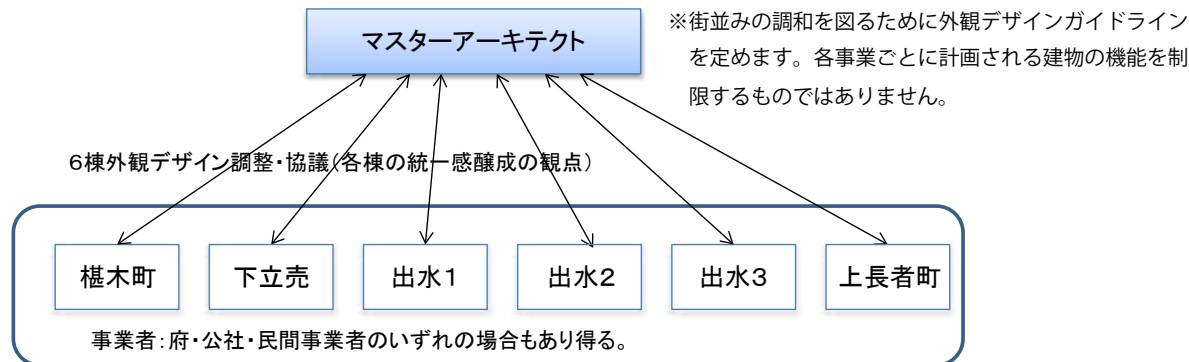 マスターアーキテクト
※街並みの調和を図るために外観デザインガイドライン
を定めます。各事業ごとに計画される建物の機能を制
限するものではありません。
6棟外観デザイン調整・協議(各棟の統一感醸成の観点)
椹木町
下立売
出水1
出水2
出水3
上長者町
事業者:府・公社・民間事業者のいずれの場合もあり得る。